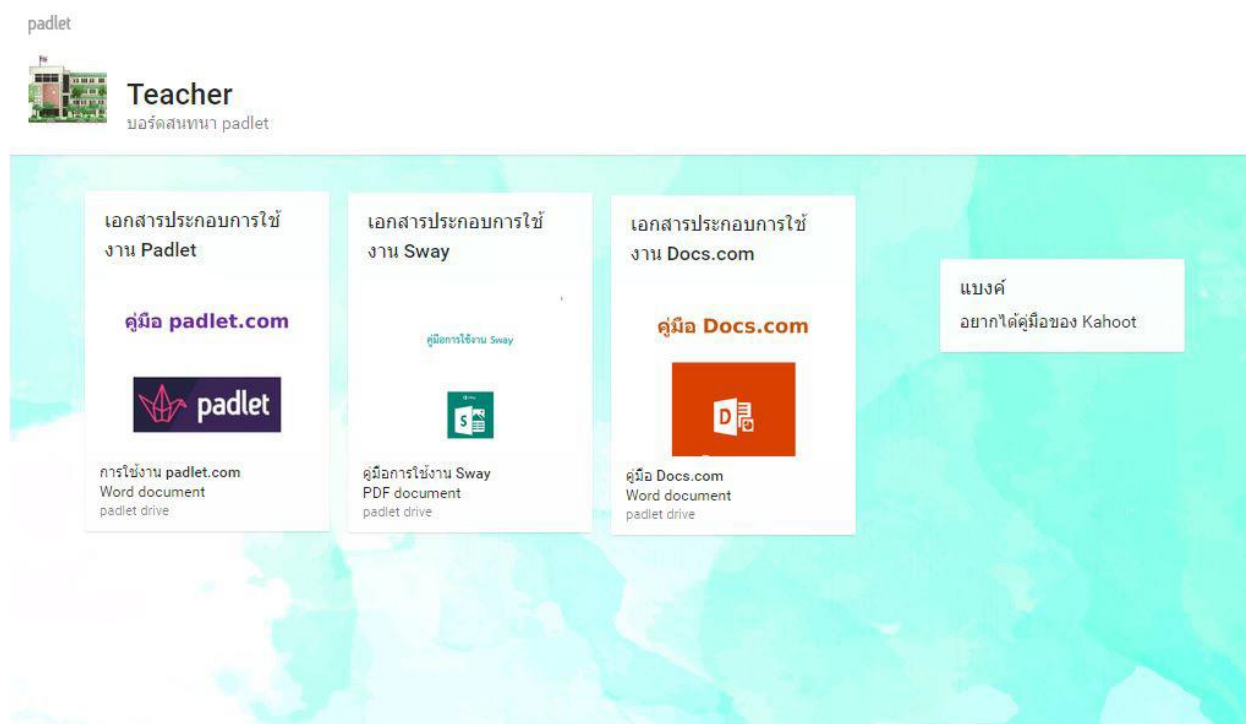 padlet
Teacher
บอร์ดสนทนา padlet
เอกสารประกอบการใช้
งาน Padlet
คู่มือ padlet.com
padlet
การใช้งาน padlet.com
Word document
padlet drive
เอกสารประกอบการใช้
งาน Sway
คู่มือการใช้งาน Sway
S
คู่มือการใช้งาน Sway
PDF document
padlet drive
เอกสารประกอบการใช้
งาน Docs.com
คู่มือ Docs.com
D
คู่มือ Docs.com
Word document
padlet drive
แบงค์
อยากได้คู่มือของ Kahoot